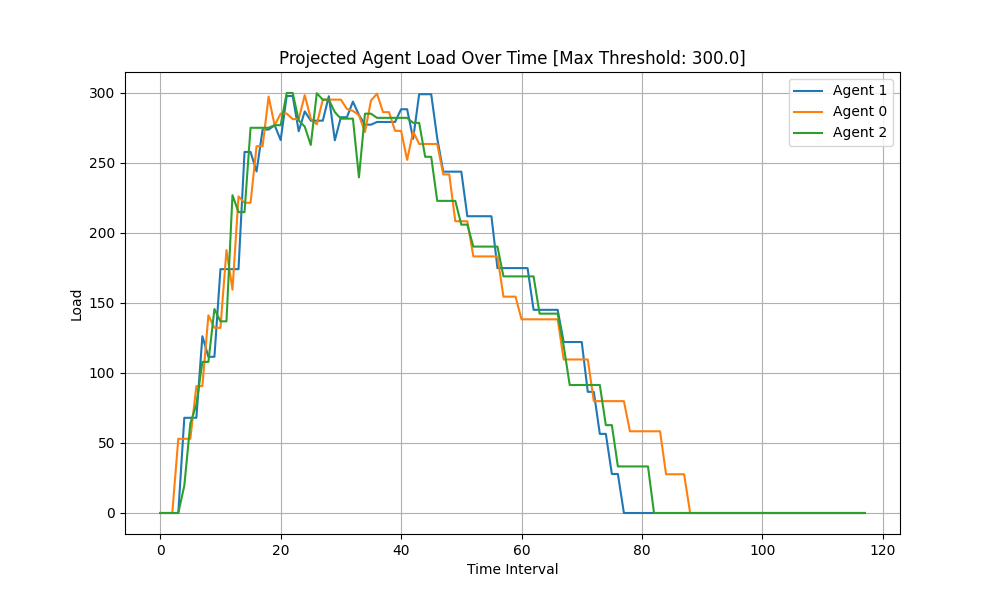 Projected Agent Load Over Time [Max Threshold: 300.0]
Agent 1
Agent 0
Agent 2
Load
300
250
200
150
100
50
0
0 20 40 60 80 100 120
Time Interval